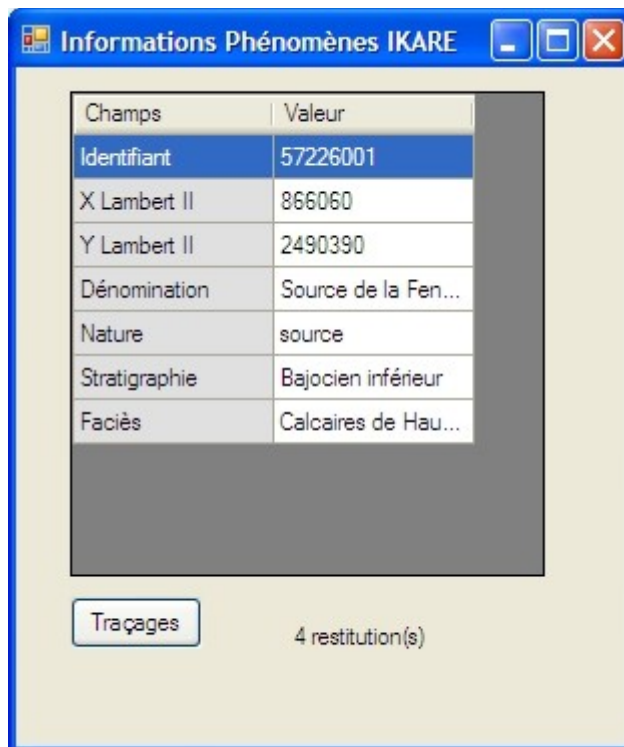 Informations Phénomènes IKARE
Champs Valeur
Identifiant 57226001
X Lambert II 866060
Y Lambert II 2490390
Dénomination Source de la Fen...
Nature source
Stratigraphie Bajocien inférieur
Faciès Calcaires de Hau...
Traçages 4 restitution(s)